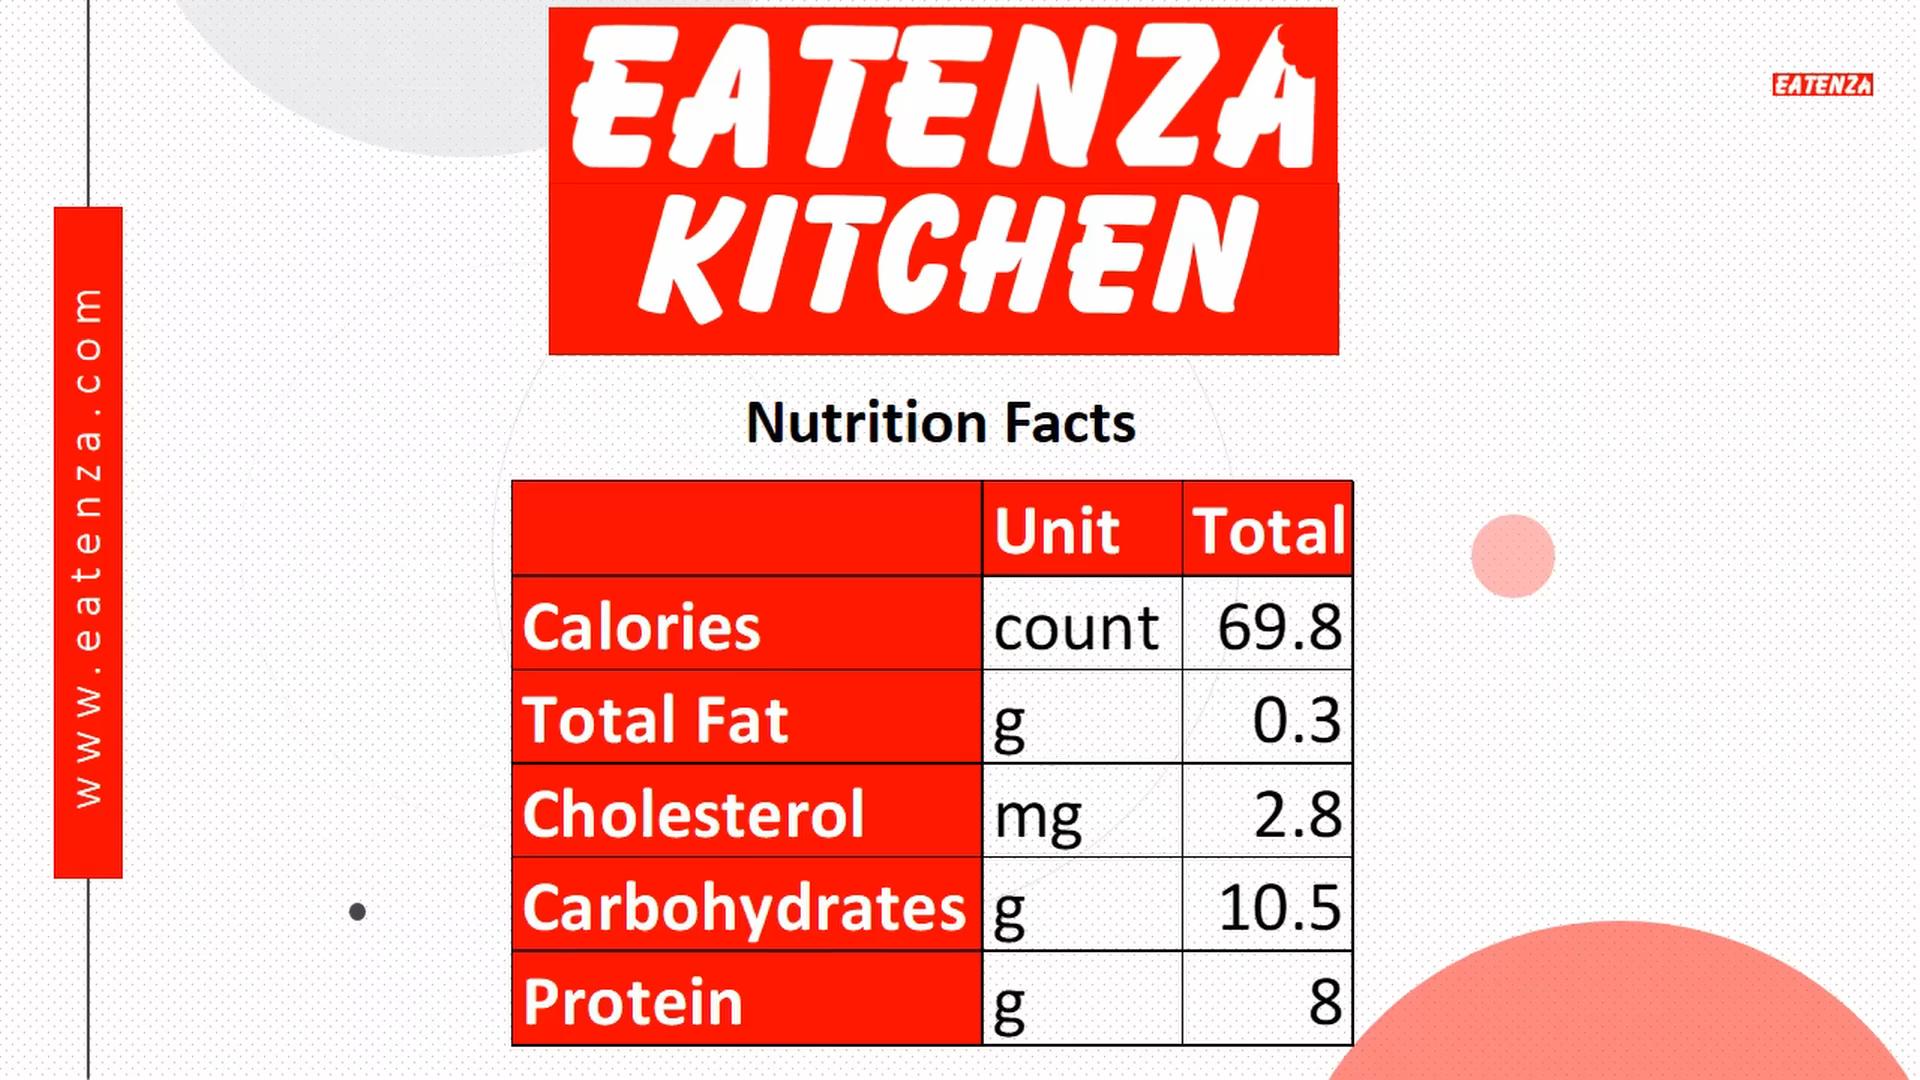 EATENZA
KITCHEN
EATENZA
www.eatenza.com
Nutrition Facts
Unit Total
Calories count 69.8
Total Fat g 0.3
Cholesterol mg 2.8
Carbohydrates g 10.5
Protein g 8